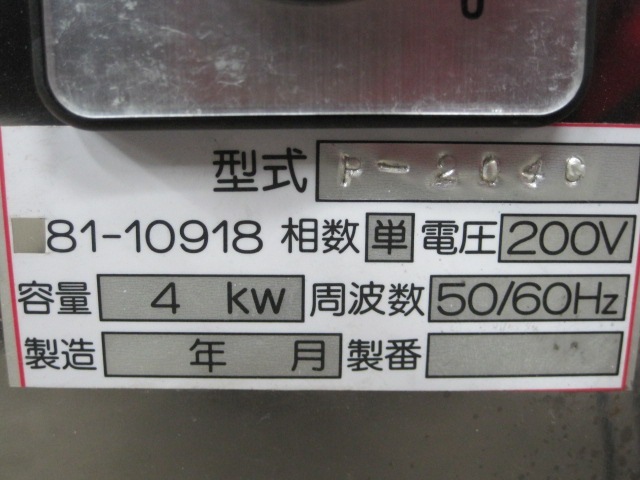 0
型式 P-2040
81-10918 相数 単 電圧 200V
容量 4 KW 周波数 50/60Hz
製造 年 月 製番